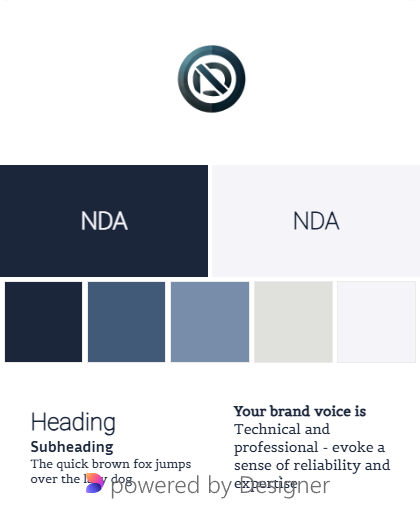 NDA
NDA
Heading
Subheading
The quick brown fox jumps
over the lazy dog
Your brand voice is
Technical and
professional - evoke a
sense of reliability and
expertise
powered by Designer